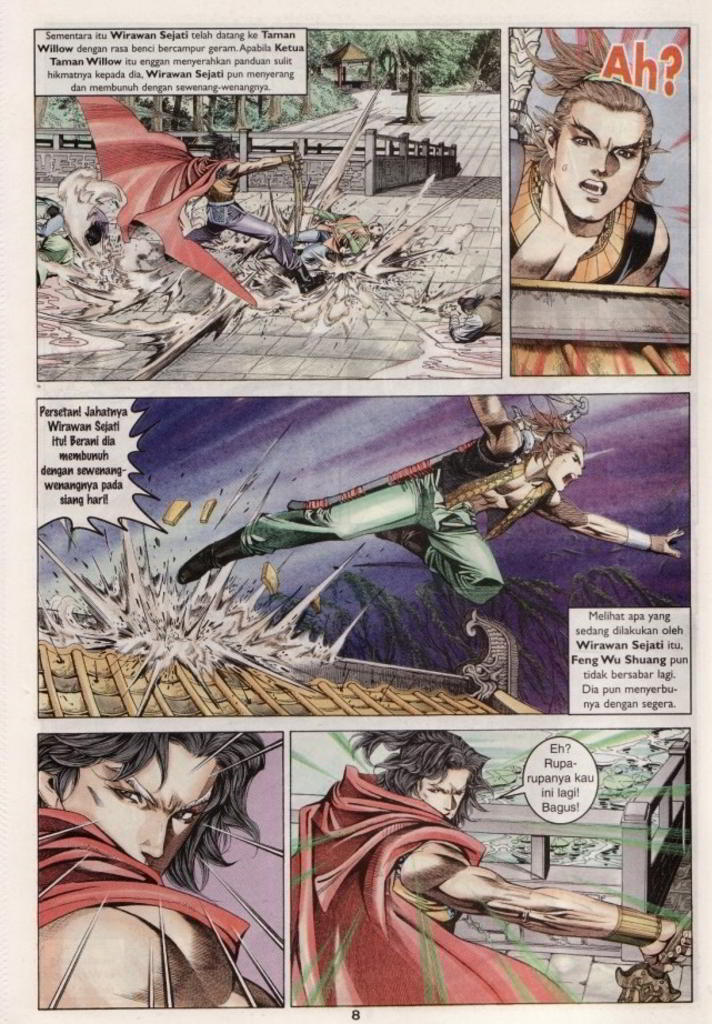 Sementara itu Wirawan Sejati telah datang ke Taman
Willow dengan rasa benci bercampur geram. Apabila Ketua
Taman Willow itu enggan menyerahkan panduan sulit
hikmatnya kepada dia, Wirawan Sejati pun menyerang
dan membunuh dengan sewenang-wenangnya.
Ah?
Persetan! Jahatnya
Wirawan Sejati
itu! Berani dia
membunuh
dengan sewenang-
wenangnya pada
siang hari!
Melihat apa yang
sedang dilakukan oleh
Wirawan Sejati itu,
Feng Wu Shuang pun
tidak bersabar lagi.
Dia pun menyerbu-
nya dengan segera.
Eh?
Rupa-
rupanya kau
ini lagi!
Bagus!
8